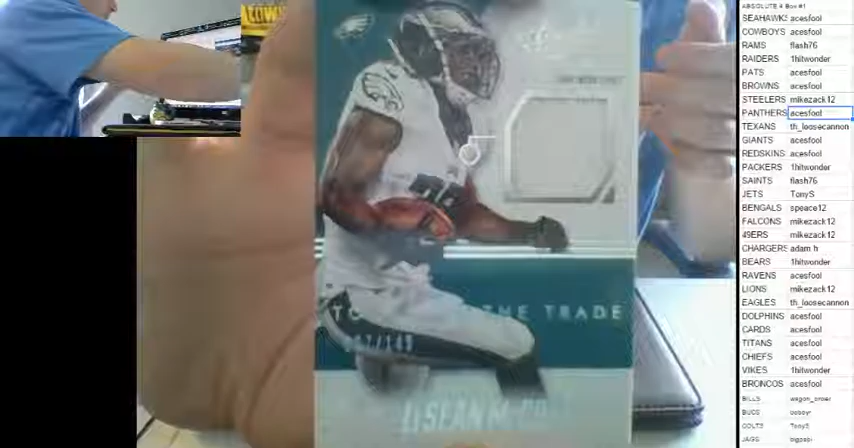 ABSOLUTE 4 Box #1
SEAHAWKS acesfool
COWBOYS acesfool
RAMS flash76
RAIDERS 1hitwonder
PATS acesfool
BROWNS acesfool
STEELERS mikezack12
PANTHERS acesfool
TEXANS th_loosecannon
GIANTS acesfool
REDSKINS acesfool
PACKERS 1hitwonder
SAINTS flash76
JETS TonyS
BENGALS speace12
FALCONS mikezack12
49ERS mikezack12
CHARGERS adam h
BEARS 1hitwonder
RAVENS acesfool
LIONS mikezack12
EAGLES th_loosecannon
DOLPHINS acesfool
CARDS acesfool
TITANS acesfool
CHIEFS acesfool
VIKES 1hitwonder
BRONCOS acesfool
BILLS
BUCS
COLTS TonyS
JAGS
THE TRADE
/149
LESEAN